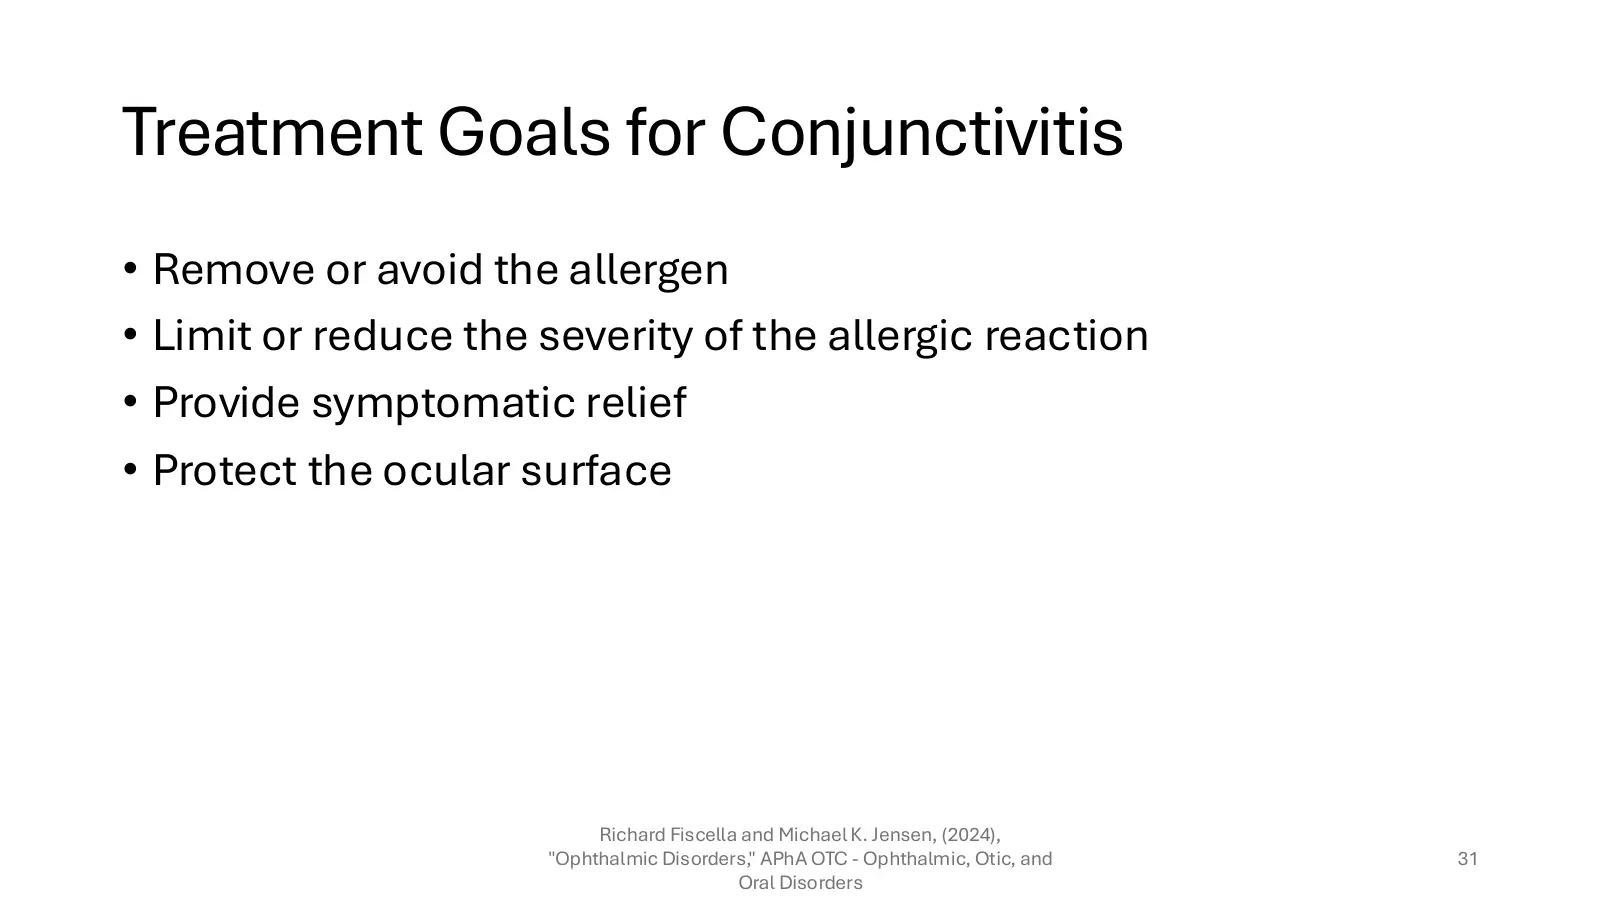 Treatment Goals for Conjunctivitis
• Remove or avoid the allergen
• Limit or reduce the severity of the allergic reaction
• Provide symptomatic relief
• Protect the ocular surface
Richard Fiscella and Michael K. Jensen, (2024),
"Ophthalmic Disorders," APhA OTC - Ophthalmic, Otic, and
Oral Disorders
31